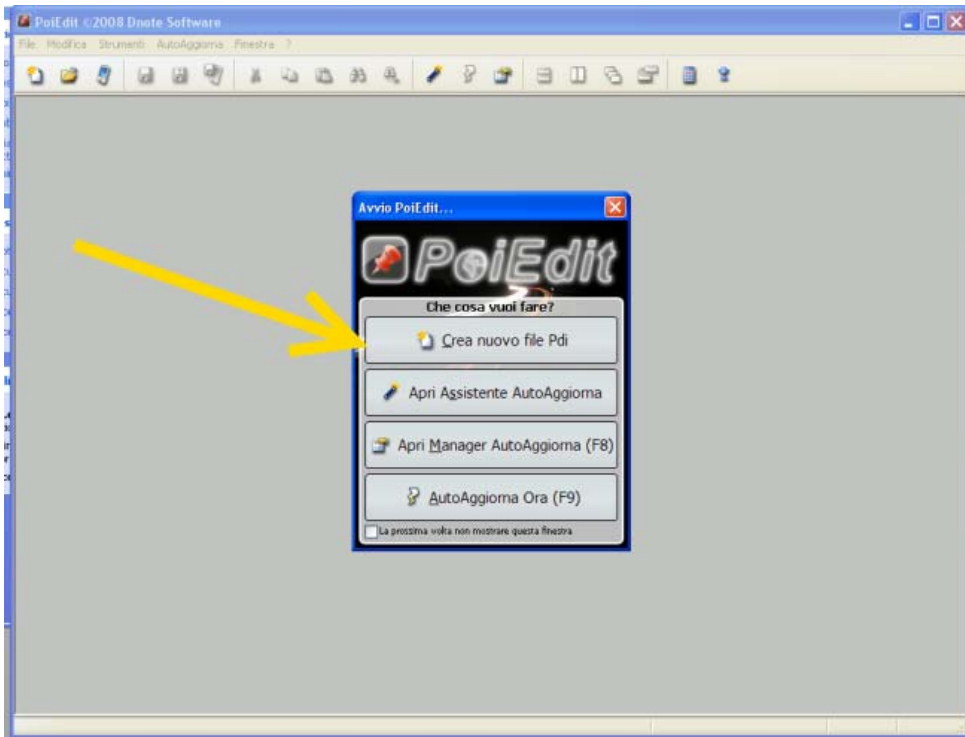 PoiEdit ©2008 Dnote Software
File Modifica Strumenti AutoAggiorna Finestra ?
Avvio PoiEdit...
PoiEdit
Che cosa vuoi fare?
Crea nuovo file Pdi
Apri Assistente AutoAggiorna
Apri Manager AutoAggiorna (F8)
AutoAggiorna Ora (F9)
La prossima volta non mostrare questa finestra